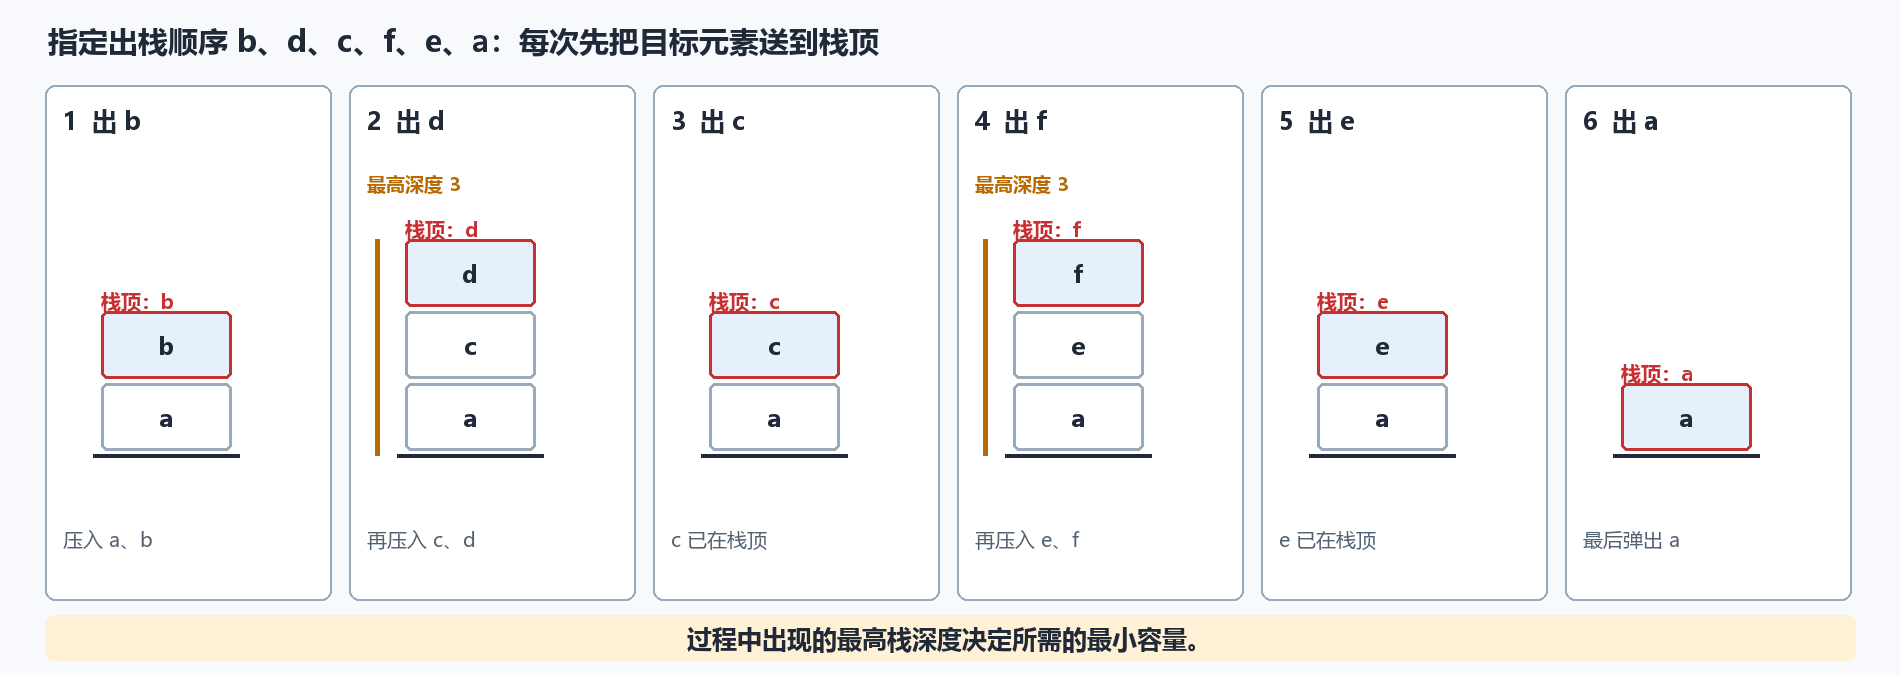 指定出栈顺序 b、d、c、f、e、a：每次先把目标元素送到栈顶
1 出 b
栈顶：b
b
a
压入 a、b
2 出 d
最高深度 3
栈顶：d
d
c
a
再压入 c、d
3 出 c
栈顶：c
c
a
c 已在栈顶
4 出 f
最高深度 3
栈顶：f
f
e
a
再压入 e、f
5 出 e
栈顶：e
e
a
e 已在栈顶
6 出 a
栈顶：a
a
最后弹出 a
过程中出现的最高栈深度决定所需的最小容量。